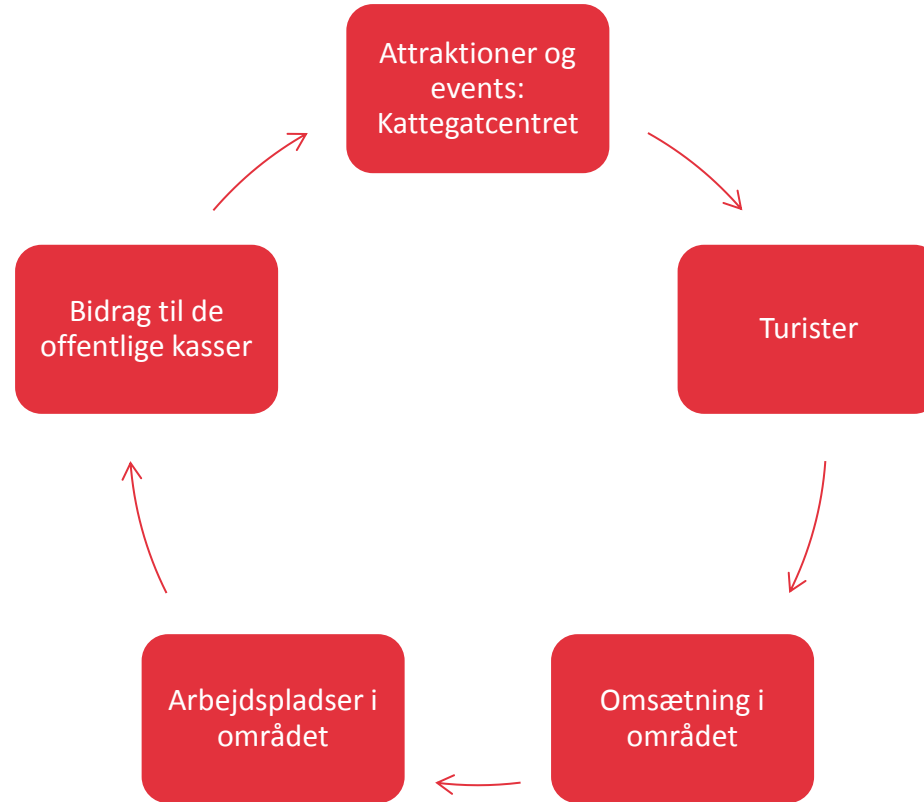 Attraktioner og
events:
Kattegatcentret
Turister
Omsætning i
området
Arbejdspladser i
området
Bidrag til de
offentlige kasser